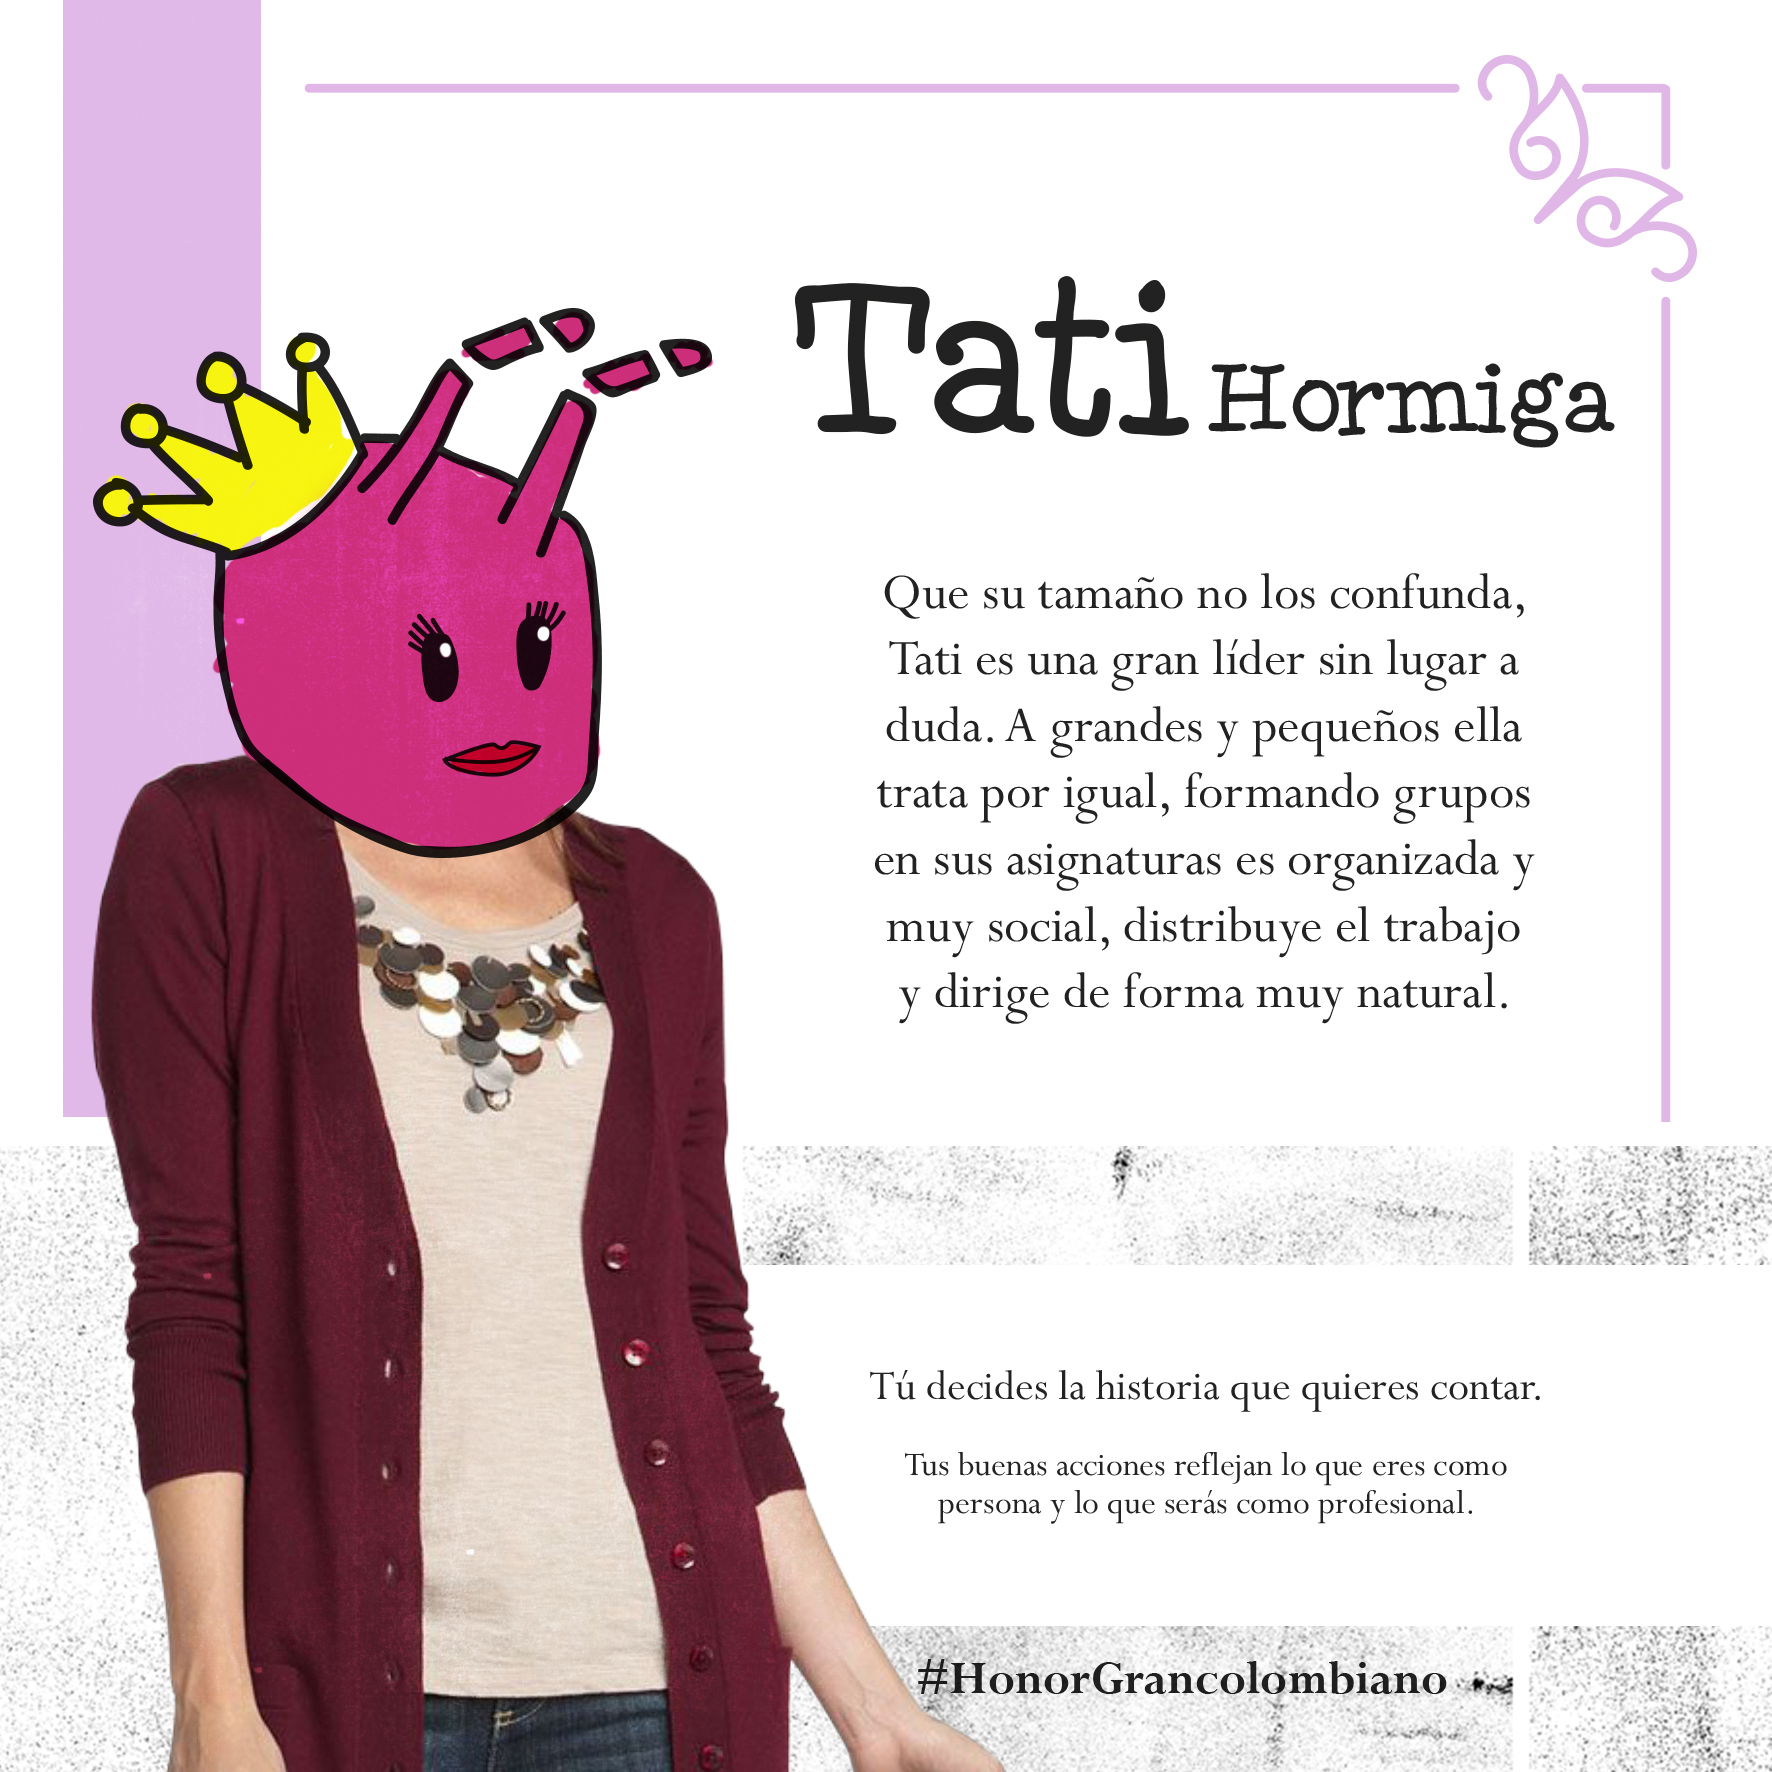 Tati Hormiga
Que su tamaño no los confunda,
Tati es una gran líder sin lugar a
duda. A grandes y pequeños ella
trata por igual, formando grupos
en sus asignaturas es organizada y
muy social, distribuye el trabajo
y dirige de forma muy natural.
Tú decides la historia que quieres contar.
Tus buenas acciones reflejan lo que eres como
persona y lo que serás como profesional.
#HonorGrancolombiano